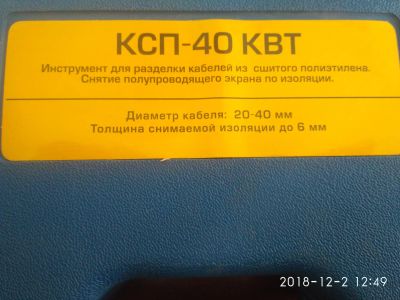 КСП-40 КВТ
Инструмент для разделки кабелей из сшитого полиэтилена.
Снятие полупроводящего экрана по изоляции.
Диаметр кабеля: 20-40 мм
Толщина снимаемой изоляции до 6 мм
2018-12-2 12:49